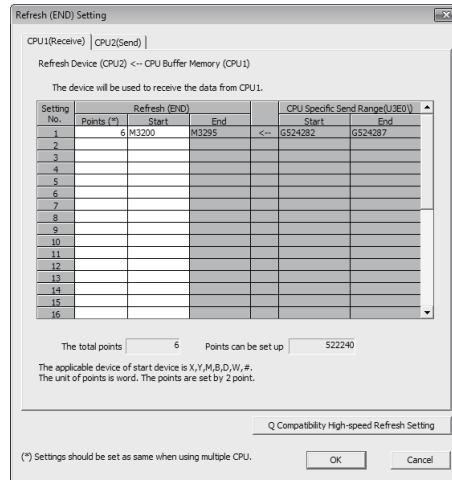 Refresh (END) Setting
CPU1(Receive) CPU2(Send)
Refresh Device (CPU2) <-- CPU Buffer Memory (CPU1)
The device will be used to receive the data from CPU1.
Setting No. Refresh (END) CPU Specific Send Range(U3E0\)
Points (*) Start End Start End
1 6 M3200 M3295 <-- G524282 G524287
2
3
4
5
6
7
8
9
10
11
12
13
14
15
16
The total points 6 Points can be set up 522240
The applicable device of start device is X,Y,M,B,D,W,#.
The unit of points is word. The points are set by 2 point.
Q Compatibility High-speed Refresh Setting
(*) Settings should be set as same when using multiple CPU.
OK Cancel